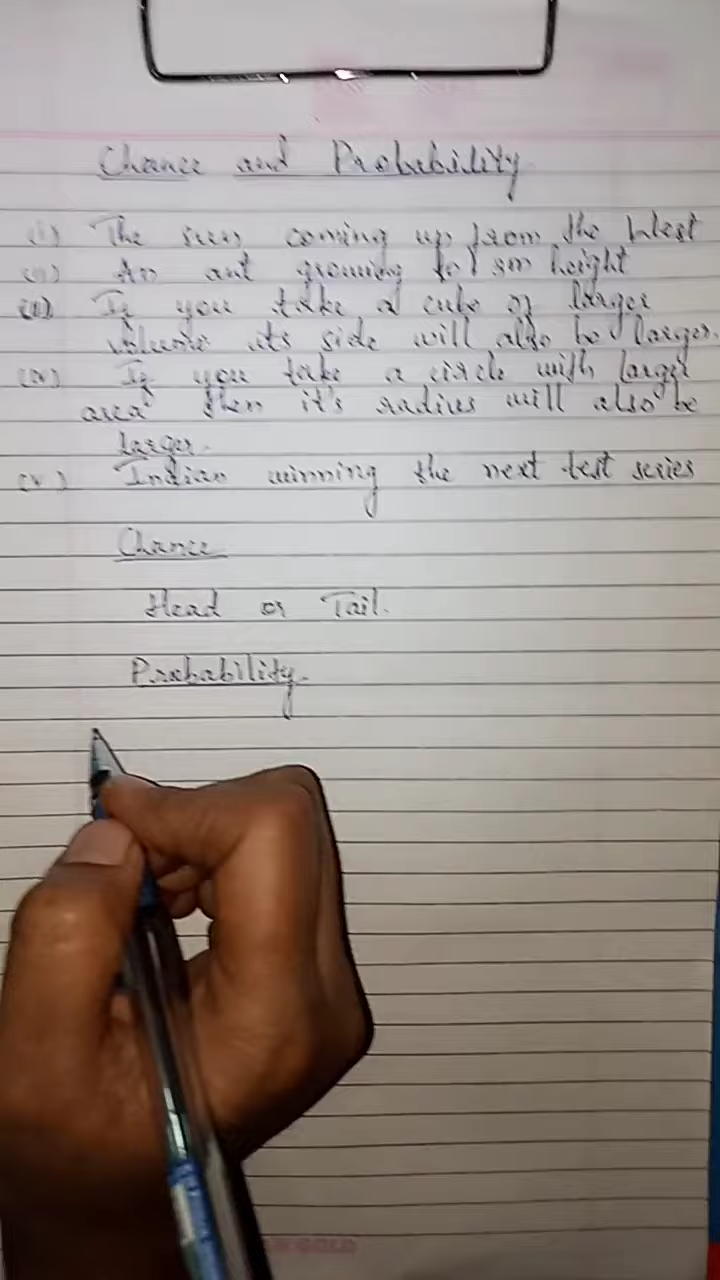 Chance and Probability
(i) The sun coming up from the West
(ii) An ant growing to 1 3m height
(iii) If you take a cube of larger
volume its side will also be larger.
(iv) If you take a circle with larger
area then it's radius will also be
larger.
(v) Indian winning the next test series
Chance
Head or Tail.
Probability.
GOLD